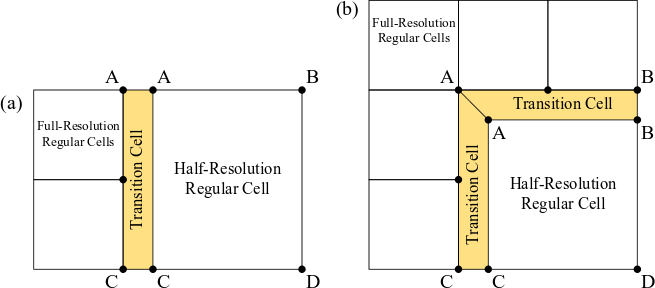 (a)
A
A
B
Full-Resolution
Regular Cells
Transition Cell
Half-Resolution
Regular Cell
C
C
D
(b)
Full-Resolution
Regular Cells
A
B
Transition Cell
A
B
Transition Cell
Half-Resolution
Regular Cell
C
C
D